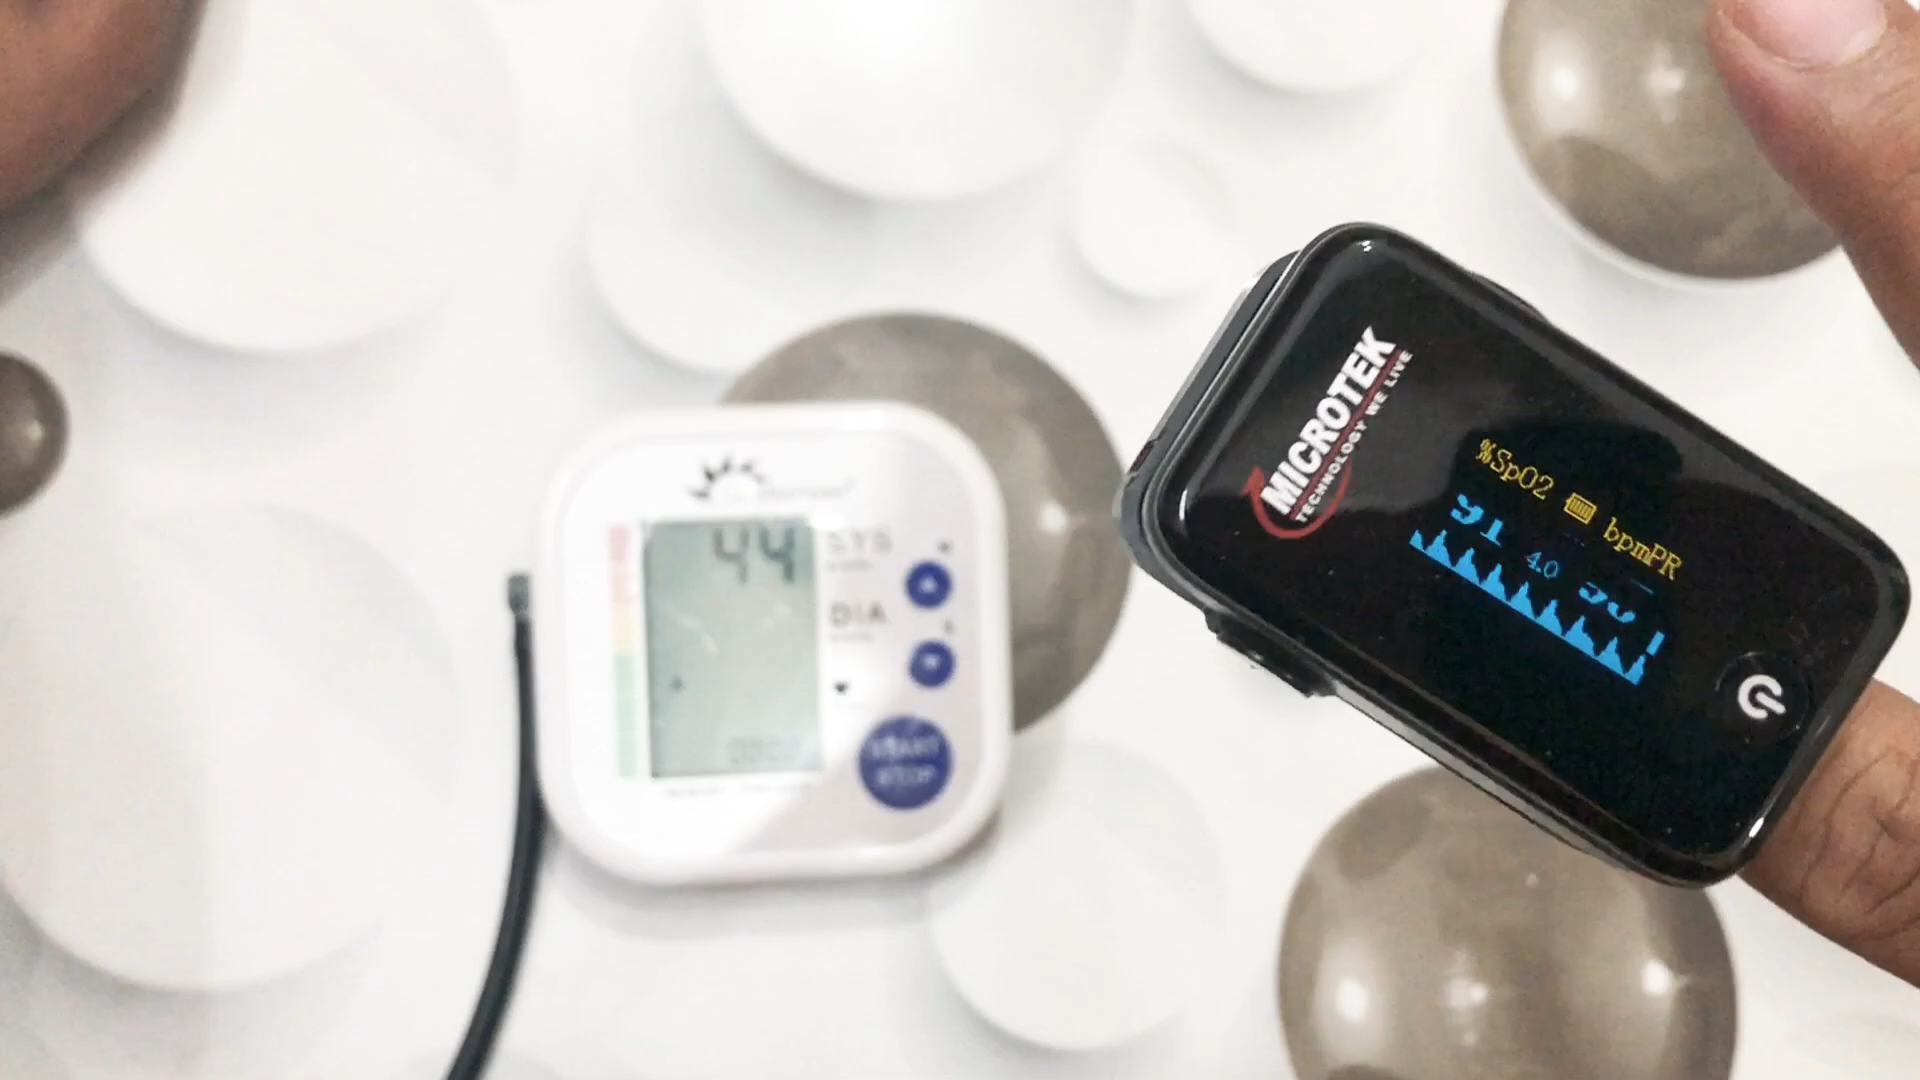 MICROTEK
TECHNOLOGY WE LIVE
%SpO2
bpmPR
91
4.0
44
SYS
DIA
START
STOP